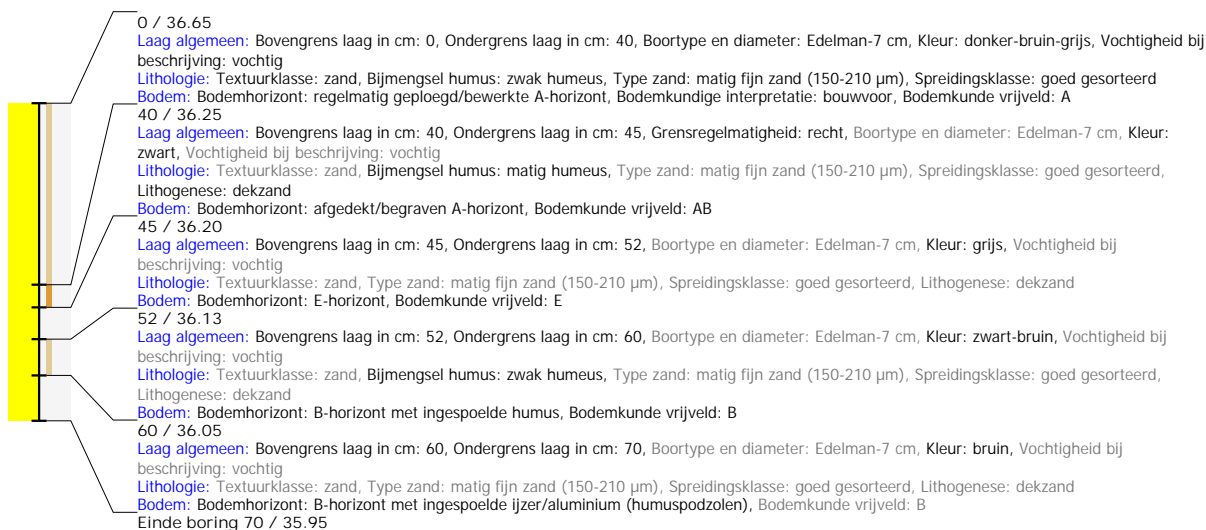 0 / 36.65
Laag algemeen: Bovengrens laag in cm: 0, Ondergrens laag in cm: 40, Boortype en diameter: Edelman-7 cm, Kleur: donker-bruin-grijs, Vochtigheid bij
beschrijving: vochtig
Lithologie: Textuurklasse: zand, Bijmengsel humus: zwak humeus, Type zand: matig fijn zand (150-210 µm), Spreidingsklasse: goed gesorteerd
Bodem: Bodemhorizont: regelmatig geploegd/bewerkte A-horizont, Bodemkundige interpretatie: bouwvoor, Bodemkunde vrijveld: A
40 / 36.25
Laag algemeen: Bovengrens laag in cm: 40, Ondergrens laag in cm: 45, Grensregelmatigheid: recht, Boortype en diameter: Edelman-7 cm, Kleur:
zwart, Vochtigheid bij beschrijving: vochtig
Lithologie: Textuurklasse: zand, Bijmengsel humus: matig humeus, Type zand: matig fijn zand (150-210 µm), Spreidingsklasse: goed gesorteerd,
Lithogenese: dekzand
Bodem: Bodemhorizont: afgedekt/begraven A-horizont, Bodemkunde vrijveld: AB
45 / 36.20
Laag algemeen: Bovengrens laag in cm: 45, Ondergrens laag in cm: 52, Boortype en diameter: Edelman-7 cm, Kleur: grijs, Vochtigheid bij
beschrijving: vochtig
Lithologie: Textuurklasse: zand, Type zand: matig fijn zand (150-210 µm), Spreidingsklasse: goed gesorteerd, Lithogenese: dekzand
Bodem: Bodemhorizont: E-horizont, Bodemkunde vrijveld: E
52 / 36.13
Laag algemeen: Bovengrens laag in cm: 52, Ondergrens laag in cm: 60, Boortype en diameter: Edelman-7 cm, Kleur: zwart-bruin, Vochtigheid bij
beschrijving: vochtig
Lithologie: Textuurklasse: zand, Bijmengsel humus: zwak humeus, Type zand: matig fijn zand (150-210 µm), Spreidingsklasse: goed gesorteerd,
Lithogenese: dekzand
Bodem: Bodemhorizont: B-horizont met ingespoelde humus, Bodemkunde vrijveld: B
60 / 36.05
Laag algemeen: Bovengrens laag in cm: 60, Ondergrens laag in cm: 70, Boortype en diameter: Edelman-7 cm, Kleur: bruin, Vochtigheid bij
beschrijving: vochtig
Lithologie: Textuurklasse: zand, Type zand: matig fijn zand (150-210 µm), Spreidingsklasse: goed gesorteerd, Lithogenese: dekzand
Bodem: Bodemhorizont: B-horizont met ingespoelde ijzer/aluminium (humuspodzolen), Bodemkunde vrijveld: B
Einde boring 70 / 35.95